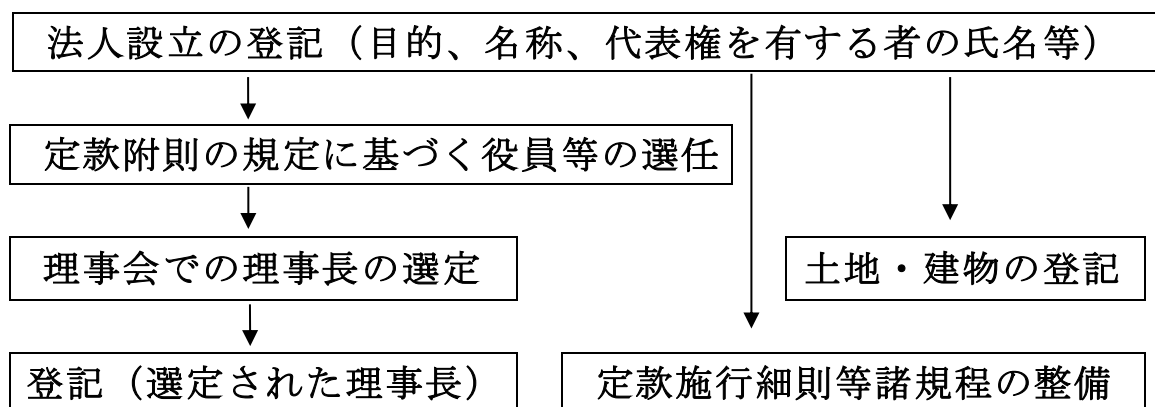 法人設立の登記（目的、名称、代表権を有する者の氏名等）
定款附則の規定に基づく役員等の選任
理事会での理事長の選定
土地・建物の登記
登記（選定された理事長）
定款施行細則等諸規程の整備